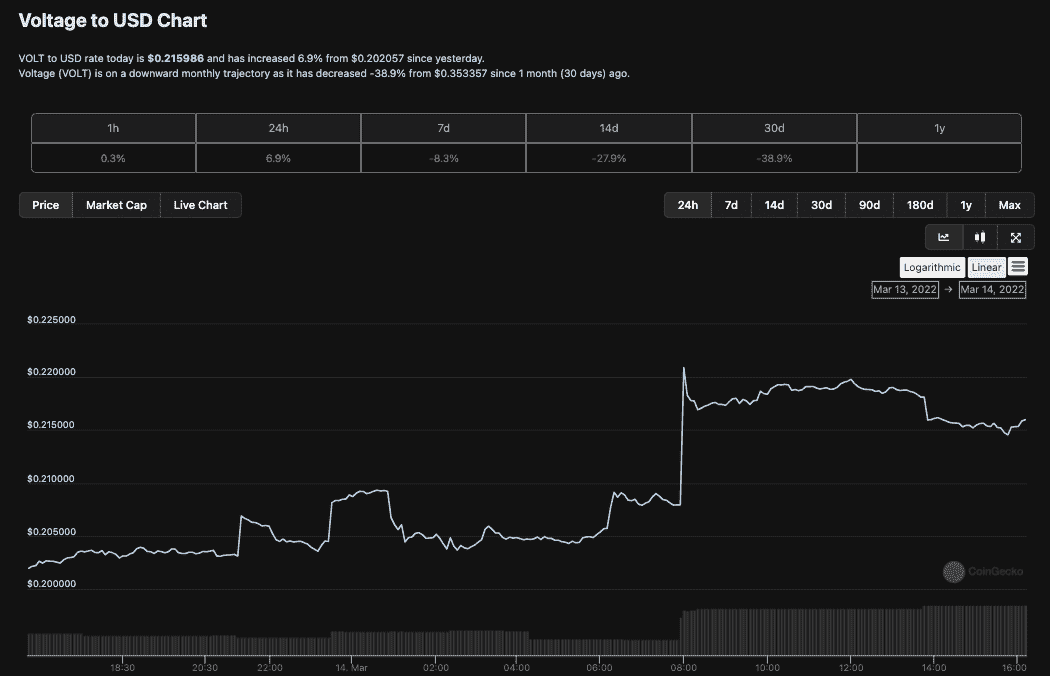 Voltage to USD Chart
VOLT to USD rate today is $0.215986 and has increased 6.9% from $0.202057 since yesterday.
Voltage (VOLT) is on a downward monthly trajectory as it has decreased -38.9% from $0.353357 since 1 month (30 days) ago.
1h 24h 7d 14d 30d 1y
0.3% 6.9% -8.3% -27.9% -38.9%
Price Market Cap Live Chart 24h 7d 14d 30d 90d 180d 1y Max
Logarithmic Linear
Mar 13, 2022 → Mar 14, 2022
$0.225000
$0.220000
$0.215000
$0.210000
$0.205000
$0.200000
CoinGecko
18:30 20:30 22:00 14. Mar 02:00 04:00 06:00 08:00 10:00 12:00 14:00 16:00